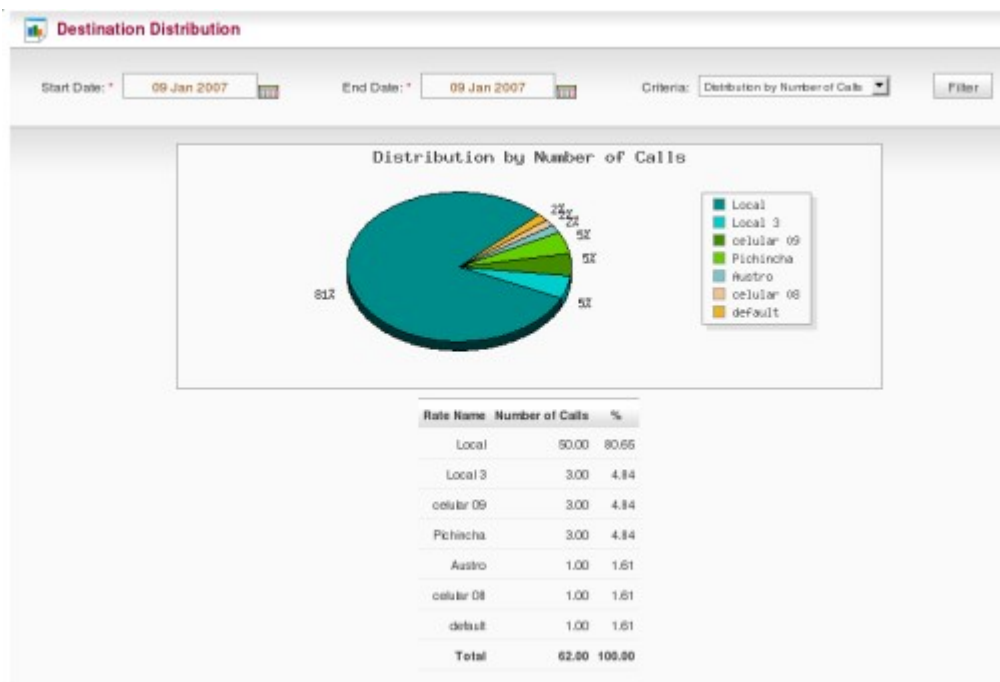 Destination Distribution
Start Date: * 09 Jan 2007 End Date: * 09 Jan 2007 Criteria: Distribution by Number of Calls Filter
Distribution by Number of Calls
2%
2%
2%
5%
5%
81%
5%
Local
Local 3
celular 09
Pichincha
Austro
celular 08
default
Rate Name Number of Calls %
Local 50.00 80.65
Local 3 3.00 4.84
celular 09 3.00 4.84
Pichincha 3.00 4.84
Austro 1.00 1.61
celular 08 1.00 1.61
default 1.00 1.61
Total 62.00 100.00